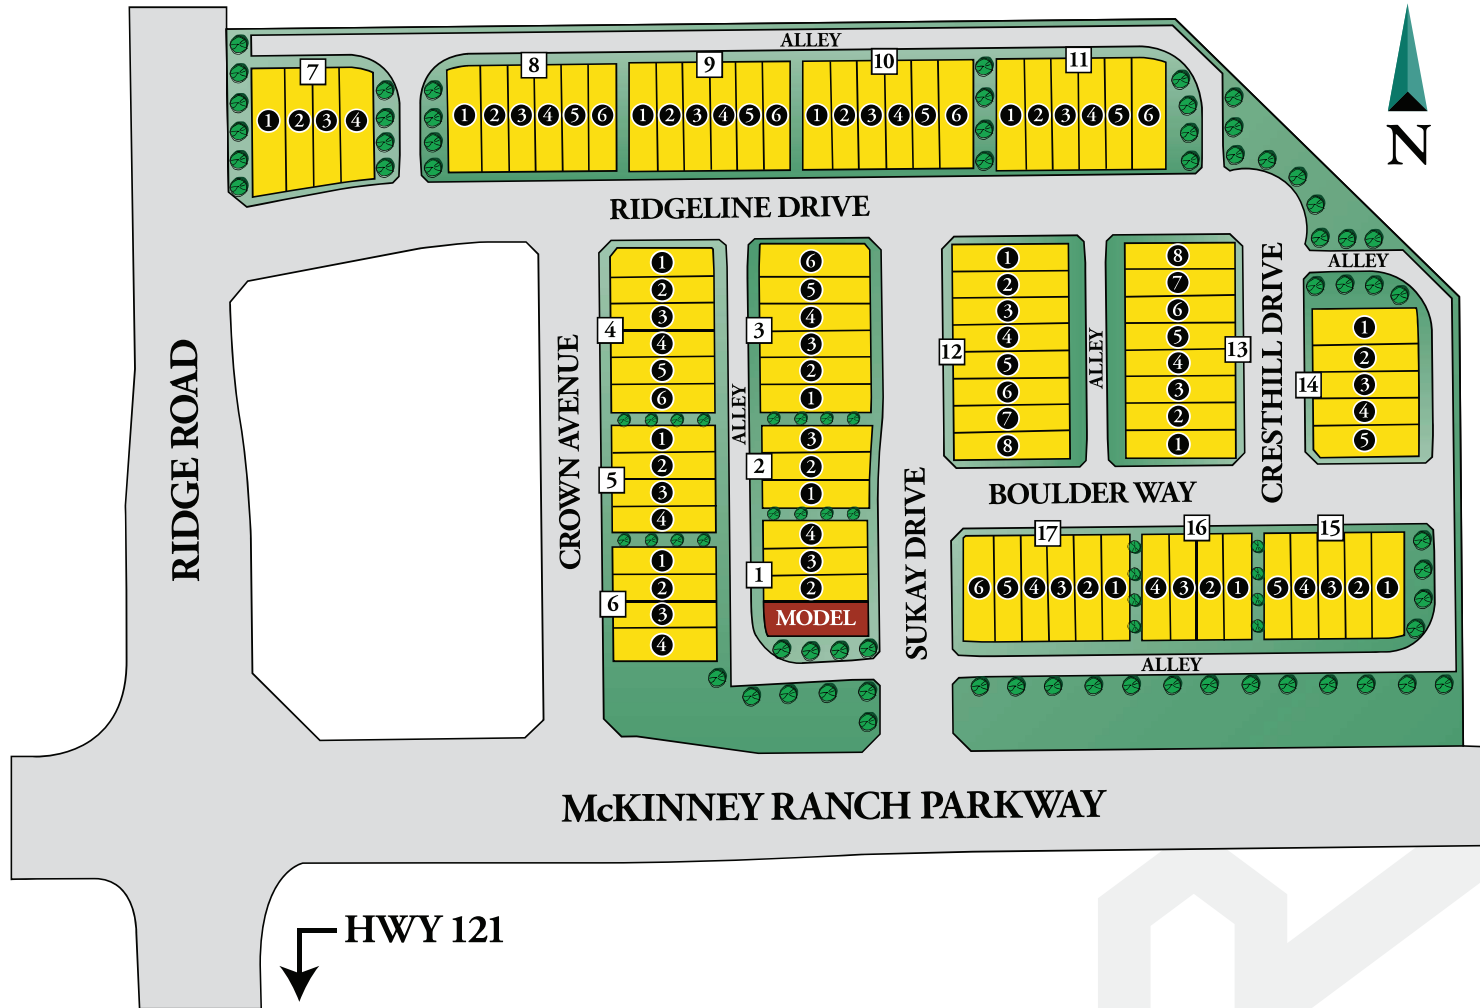 ALLEY
7
8
9
10
11
1 2 3 4
1 2 3 4 5 6
1 2 3 4 5 6
1 2 3 4 5 6
1 2 3 4 5 6
N
RIDGELINE DRIVE
RIDGE ROAD
CROWN AVENUE
4
1
2
3
4
5
6
5
1
2
3
4
6
1
2
3
4
ALLEY
3
6
5
4
3
2
1
2
3
2
1
1
4
3
2
MODEL
SUKAY DRIVE
12
1
2
3
4
5
6
7
8
ALLEY
13
8
7
6
5
4
3
2
1
CRESTHILL DRIVE
ALLEY
14
1
2
3
4
5
BOULDER WAY
17
16
15
6 5 4 3 2 1
4 3 2 1
5 4 3 2 1
ALLEY
McKINNEY RANCH PARKWAY
HWY 121